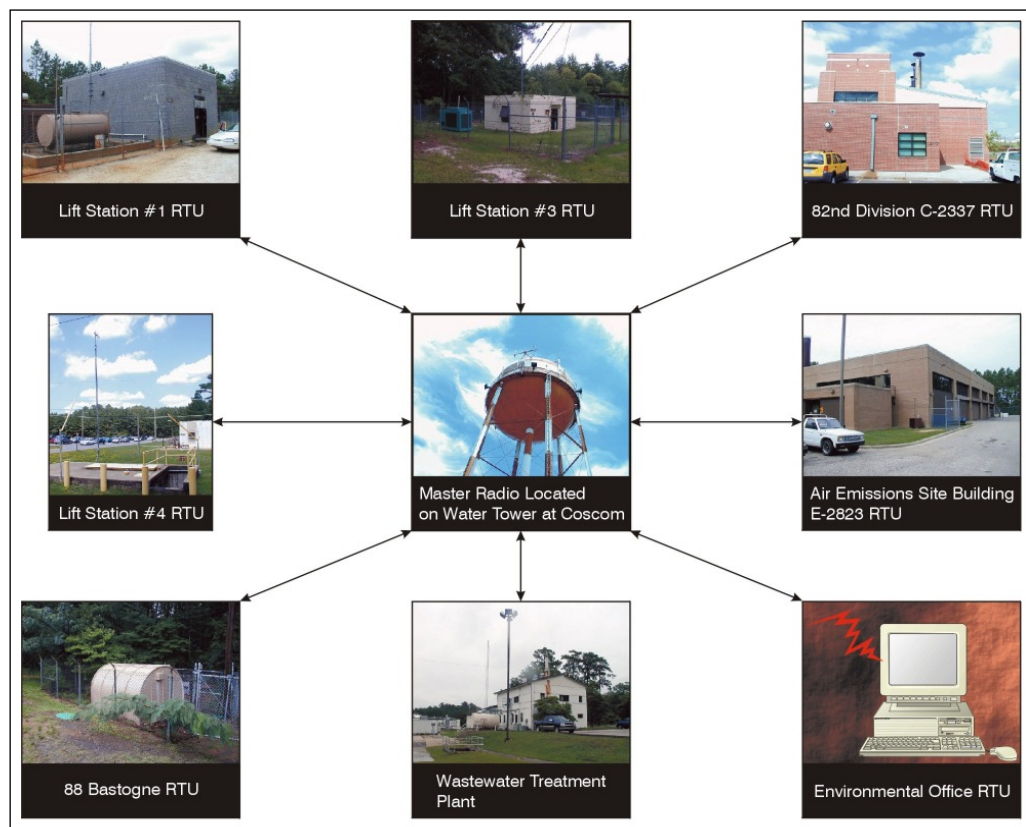 Lift Station #1 RTU
Lift Station #3 RTU
82nd Division C-2337 RTU
Lift Station #4 RTU
Master Radio Located
on Water Tower at Coscom
Air Emissions Site Building
E-2823 RTU
88 Bastogne RTU
Wastewater Treatment
Plant
Environmental Office RTU